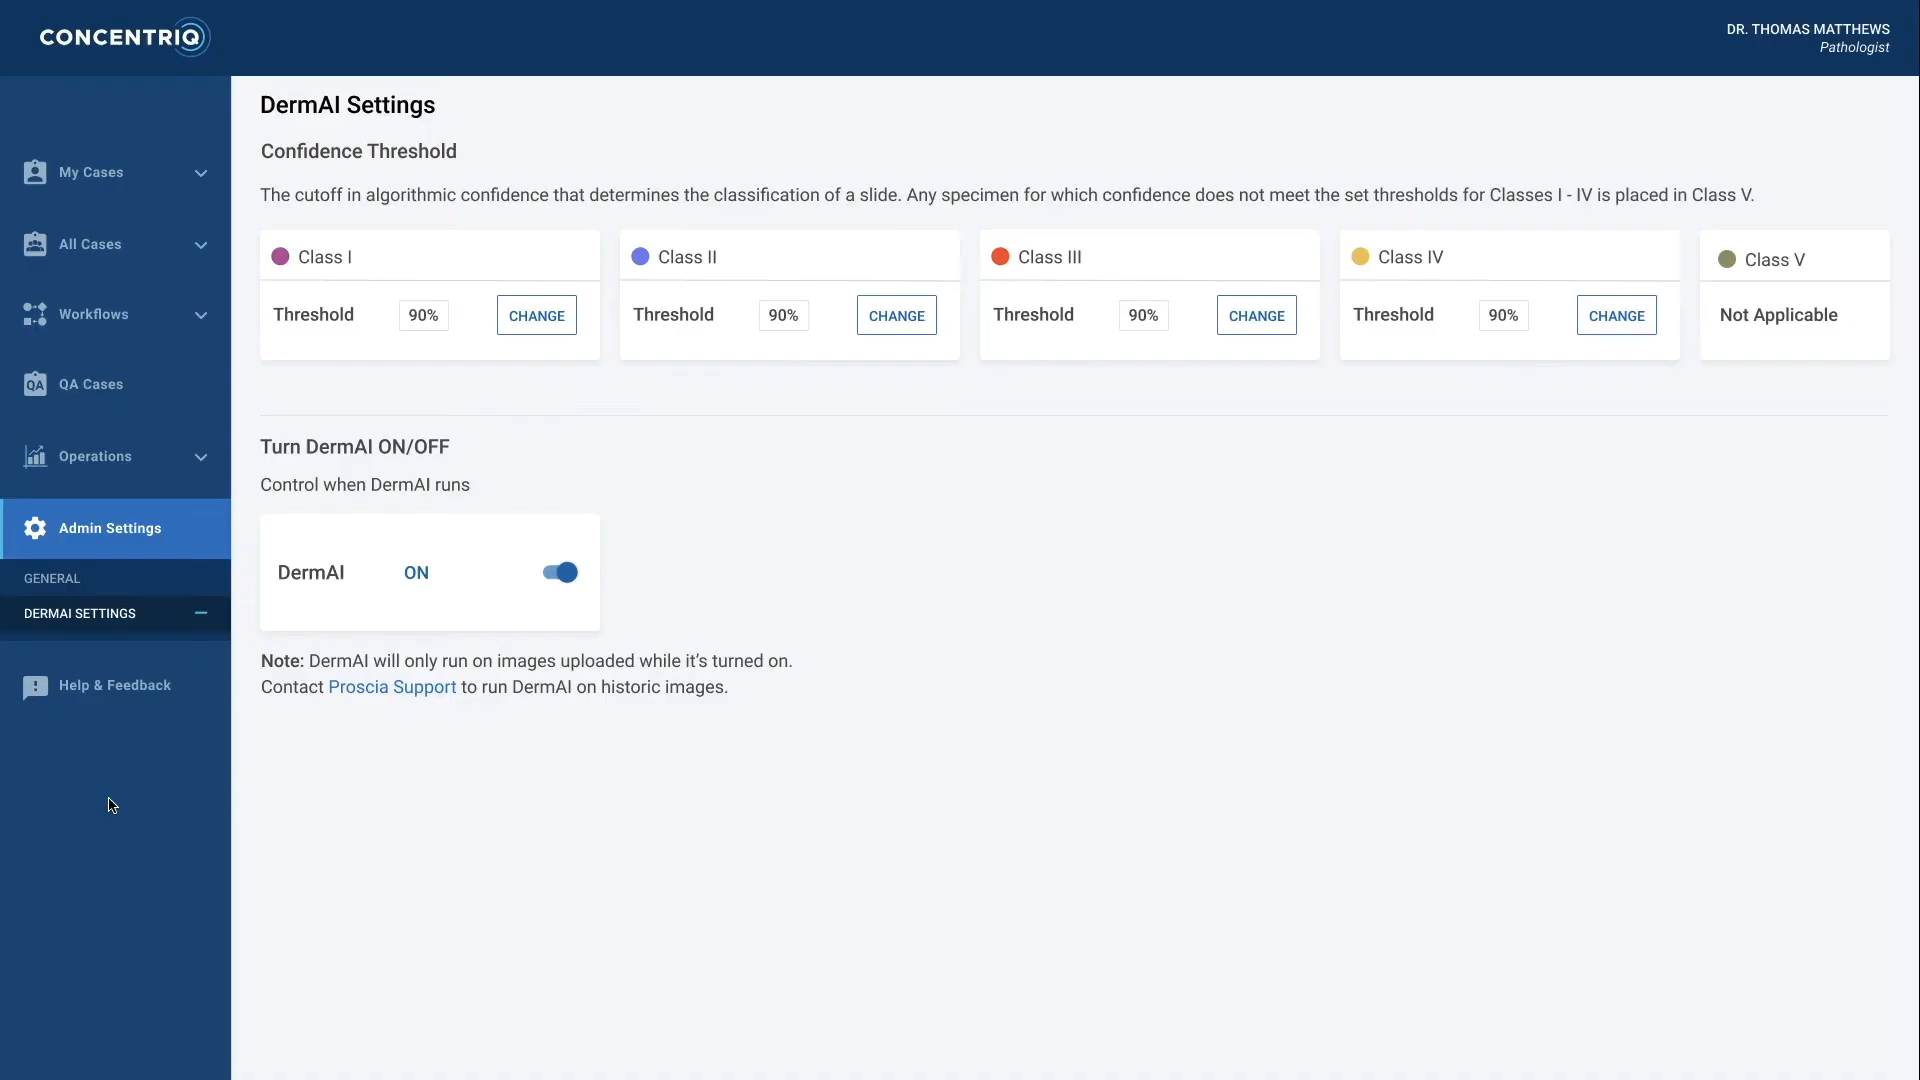 CONCENTRIQ
DR. THOMAS MATTHEWS
Pathologist
My Cases
All Cases
Workflows
QA
QA Cases
Operations
Admin Settings
GENERAL
DERMAI SETTINGS
Help & Feedback
DermAI Settings
Confidence Threshold
The cutoff in algorithmic confidence that determines the classification of a slide. Any specimen for which confidence does not meet the set thresholds for Classes I - IV is placed in Class V.
Class I
Threshold 90% CHANGE
Class II
Threshold 90% CHANGE
Class III
Threshold 90% CHANGE
Class IV
Threshold 90% CHANGE
Class V
Not Applicable
Turn DermAI ON/OFF
Control when DermAI runs
DermAI ON
Note: DermAI will only run on images uploaded while it’s turned on.
Contact Proscia Support to run DermAI on historic images.